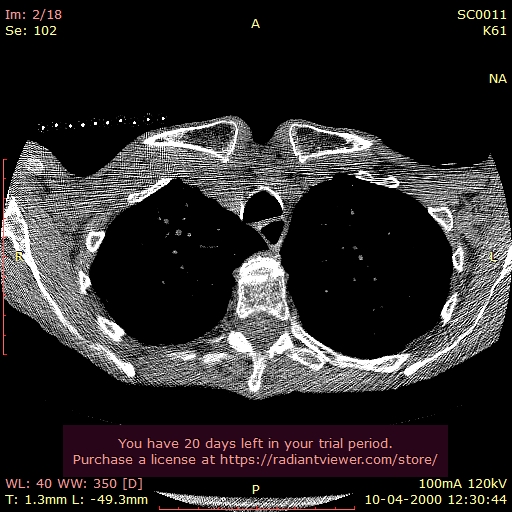 Im: 2/18
Se: 102
A
SC0011
K61
NA
R
L
You have 20 days left in your trial period.
Purchase a license at https://radiantviewer.com/store/
WL: 40 WW: 350 [D]
T: 1.3mm L: -49.3mm
P
100mA 120kV
10-04-2000 12:30:44